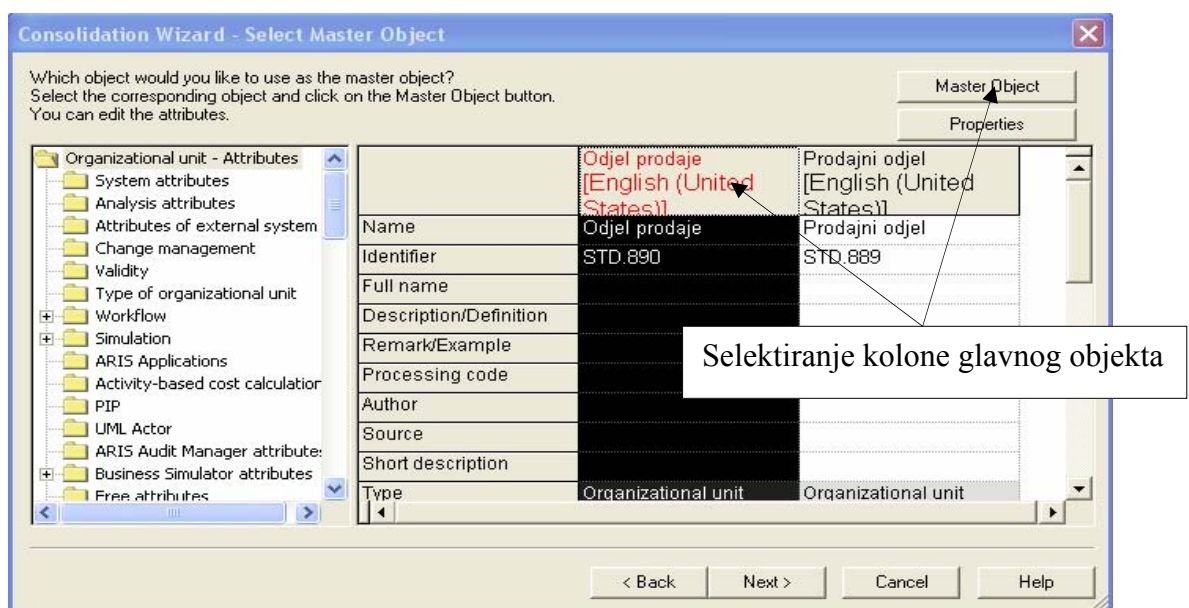 Consolidation Wizard - Select Master Object
Which object would you like to use as the master object?
Select the corresponding object and click on the Master Object button.
You can edit the attributes.
Master Object
Properties
Organizational unit - Attributes
System attributes
Analysis attributes
Attributes of external system
Change management
Validity
Type of organizational unit
Workflow
Simulation
ARIS Applications
Activity-based cost calculation
PIP
UML Actor
ARIS Audit Manager attributes
Business Simulator attributes
Free attributes
Odjel prodaje
[English (United
States)]
Prodajni odjel
[English (United
States)]
Name
Odjel prodaje
Prodajni odjel
Identifier
STD.890
STD.889
Full name
Description/Definition
Remark/Example
Processing code
Author
Source
Short description
Type
Organizational unit
Organizational unit
Selektiranje kolone glavnog objekta
< Back
Next >
Cancel
Help